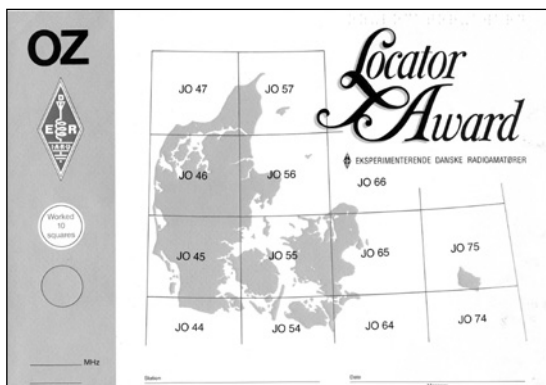 OZ
Locator
Award
EKSPERIMENTERENDE DANSKE RADIOAMATØRER
E R
IARU
Worked
10
squares
JO 47
JO 57
JO 46
JO 56
JO 66
JO 45
JO 55
JO 65
JO 75
JO 44
JO 54
JO 64
JO 74
MHz
Station
Date